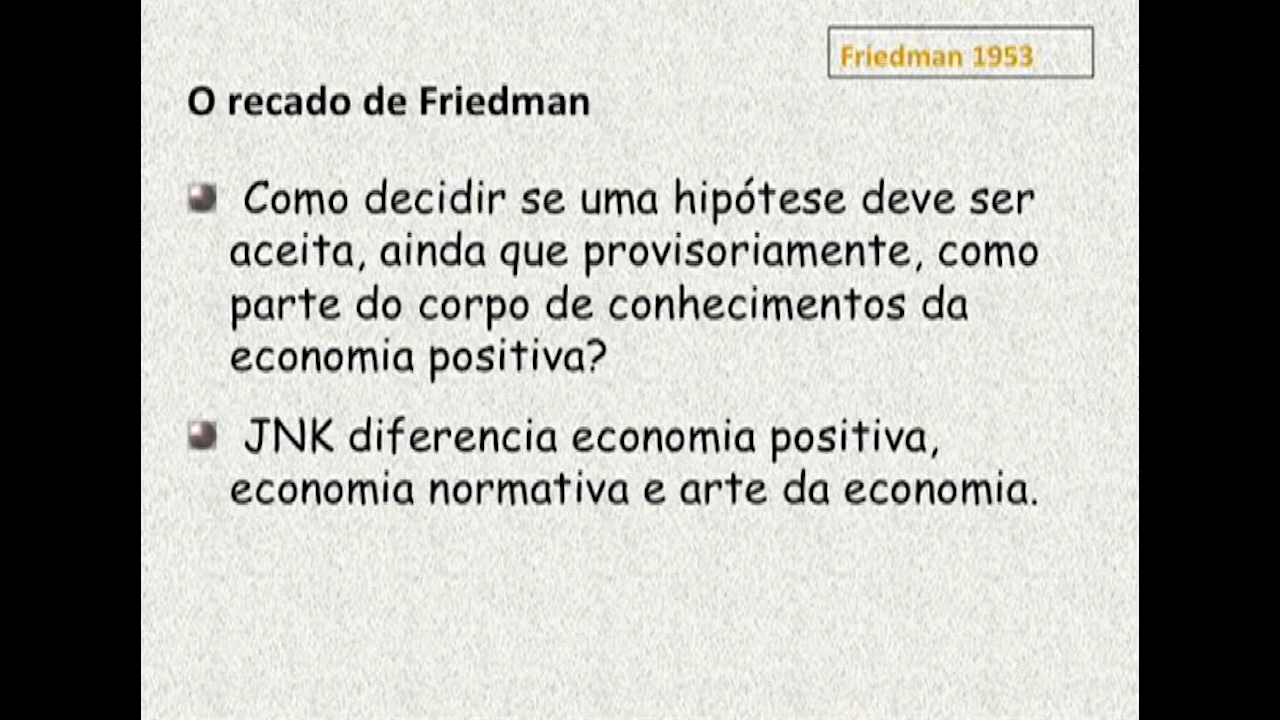 Friedman 1953
O recado de Friedman
Como decidir se uma hipótese deve ser
aceita, ainda que provisoriamente, como
parte do corpo de conhecimentos da
economia positiva?
JNK diferencia economia positiva,
economia normativa e arte da economia.